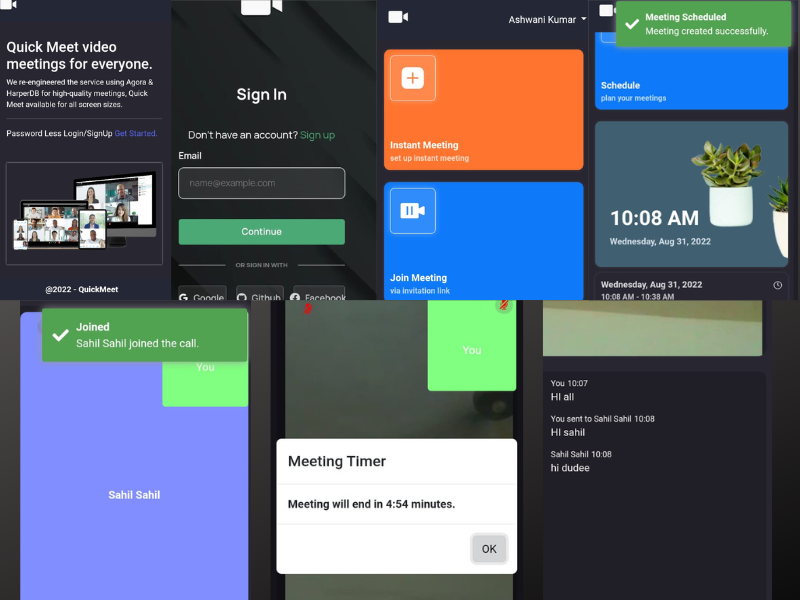 Quick Meet video
meetings for everyone.
We re-engineered the service using Agora &
HarperDB for high-quality meetings, Quick
Meet available for all screen sizes.
Password Less Login/SignUp Get Started.
@2022 - QuickMeet
Sign In
Don't have an account? Sign up
Email
name@example.com
Continue
OR SIGN IN WITH
Google
Github
Facebook
Ashwani Kumar
Instant Meeting
set up instant meeting
Join Meeting
via invitation link
Meeting Scheduled
Meeting created successfully.
Schedule
plan your meetings
10:08 AM
Wednesday, Aug 31, 2022
Wednesday, Aug 31, 2022
10:08 AM - 10:38 AM
Joined
Sahil Sahil joined the call.
You
Sahil Sahil
You
Meeting Timer
Meeting will end in 4:54 minutes.
OK
You 10:07
HI all
You sent to Sahil Sahil 10:08
HI sahil
Sahil Sahil 10:08
hi dudee